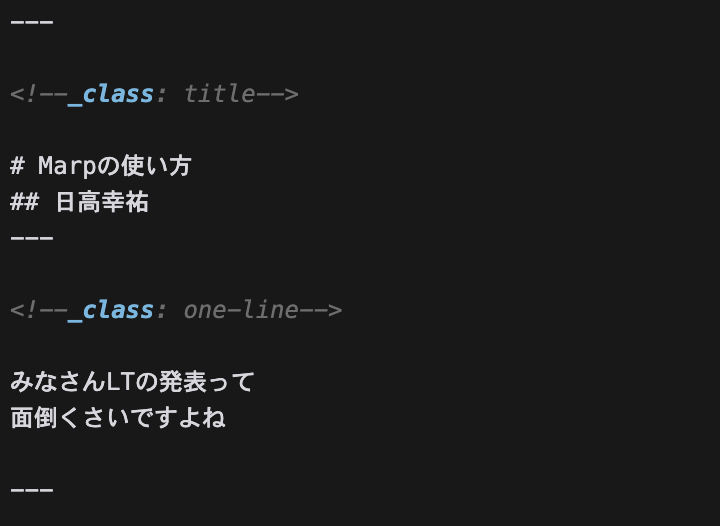 ---
<!--_class: title-->
# Marpの使い方
## 日高幸祐
---
<!--_class: one-line-->
みなさんLTの発表って
面倒くさいですよね
---